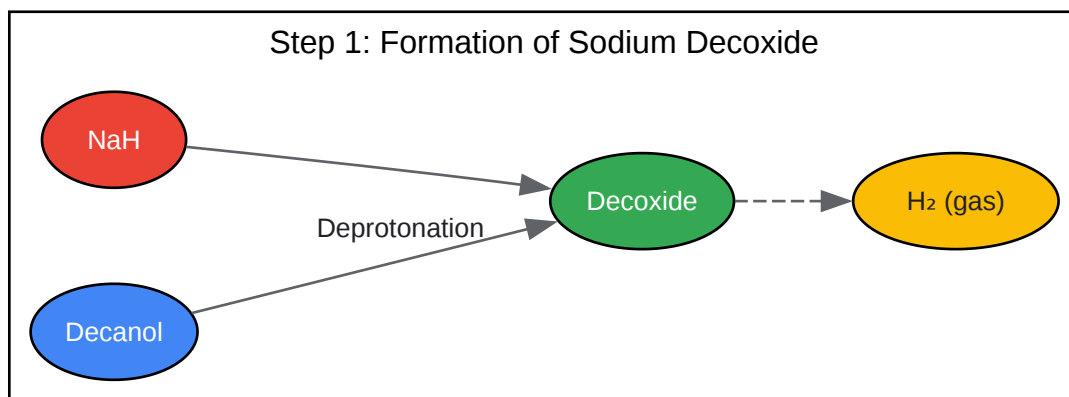 Step 1: Formation of Sodium Decoxide
NaH
Decoxide
H₂ (gas)
Deprotonation
Decanol